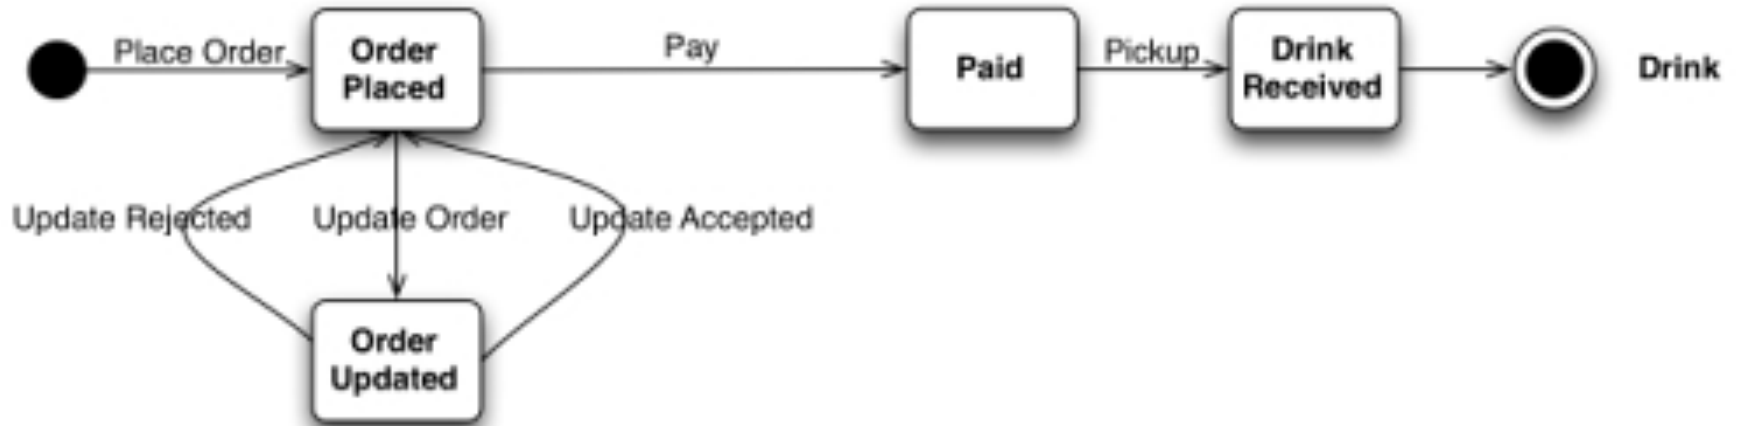 Place Order
Order
Placed
Pay
Paid
Pickup
Drink
Received
Drink
Update Rejected
Update Order
Update Accepted
Order
Updated